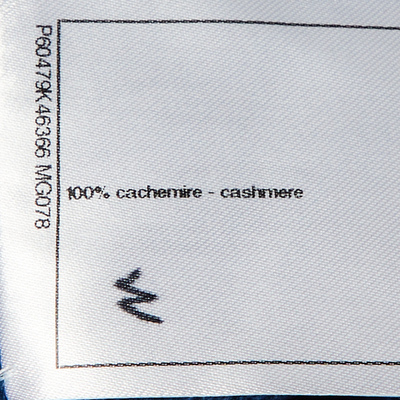 P60479K46366 MG078
100% cachemire - cashmere